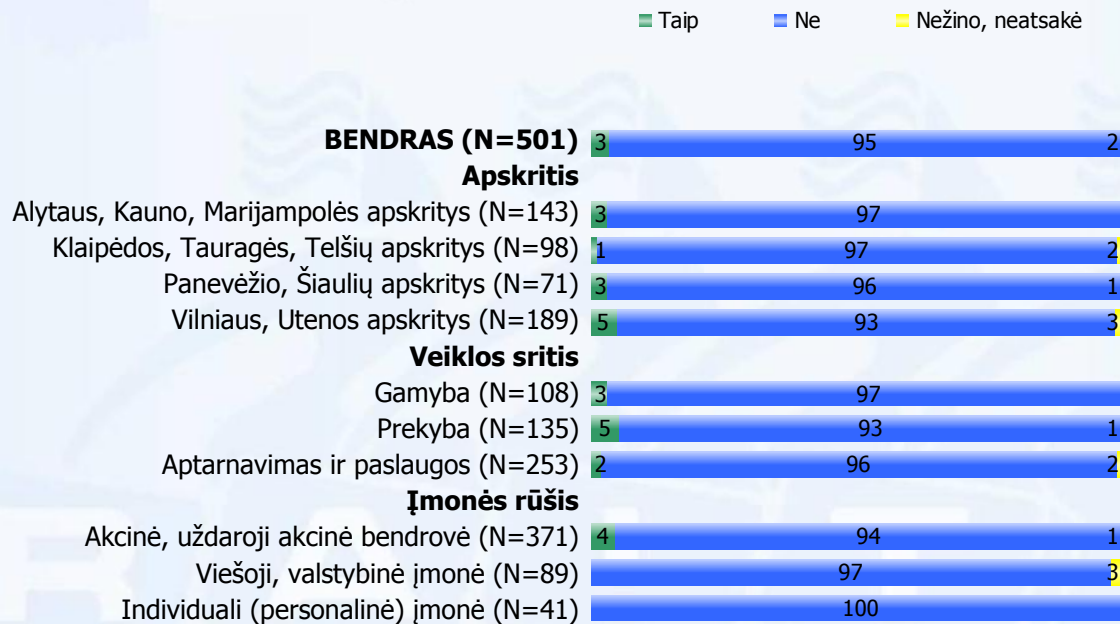 Taip Ne Nežino, neatsakė
BENDRAS (N=501) 3 95 2
Apskritis
Alytaus, Kauno, Marijampolės apskritys (N=143) 3 97
Klaipėdos, Tauragės, Telšių apskritys (N=98) 1 97 2
Panevėžio, Šiaulių apskritys (N=71) 3 96 1
Vilniaus, Utenos apskritys (N=189) 5 93 3
Veiklos sritis
Gamyba (N=108) 3 97
Prekyba (N=135) 5 93 1
Aptarnavimas ir paslaugos (N=253) 2 96 2
Įmonės rūšis
Akcinė, uždaroji akcinė bendrovė (N=371) 4 94 1
Viešoji, valstybinė įmonė (N=89) 97 3
Individuali (personalinė) įmonė (N=41) 100